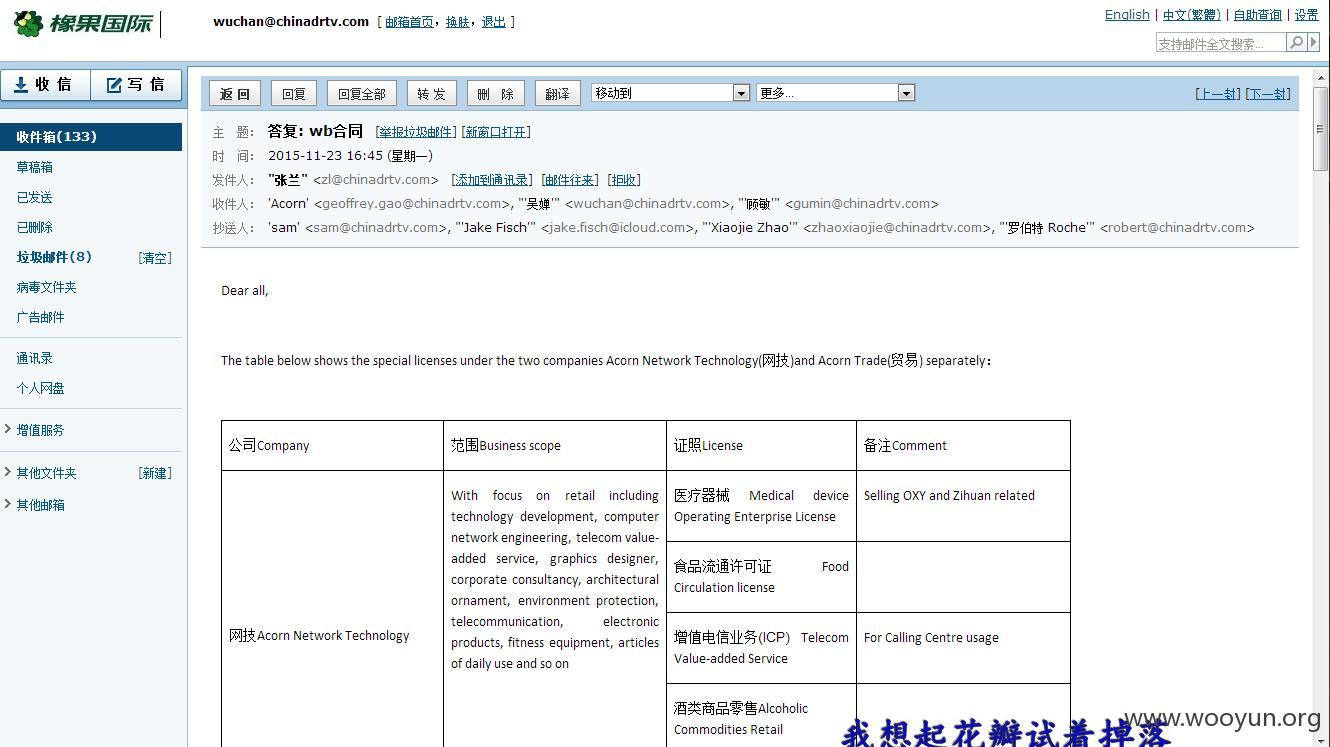 橡果国际
wuchan@chinadrtv.com [ 邮箱首页, 换肤, 退出 ]
English | 中文(繁體) | 自助查询 | 设置
支持邮件全文搜索...
收 信
写 信
收件箱(133)
草稿箱
已发送
已删除
垃圾邮件(8) [清空]
病毒文件夹
广告邮件
通讯录
个人网盘
增值服务
其他文件夹 [新建]
其他邮箱
返 回 回复 回复全部 转 发 删 除 翻译 移动到 更多... [上一封] [下一封]
主 题: 答复: wb合同 [举报垃圾邮件] [新窗口打开]
时 间: 2015-11-23 16:45 (星期一)
发件人: "张兰" <zl@chinadrtv.com> [添加到通讯录] [邮件往来] [拒收]
收件人: 'Acorn' <geoffrey.gao@chinadrtv.com>, "'吴婵'" <wuchan@chinadrtv.com>, "'顾敏'" <gumin@chinadrtv.com>
抄送人: 'sam' <sam@chinadrtv.com>, "'Jake Fisch'" <jake.fisch@icloud.com>, "'Xiaojie Zhao'" <zhaoxiaojie@chinadrtv.com>, "'罗伯特 Roche'" <robert@chinadrtv.com>
Dear all,
The table below shows the special licenses under the two companies Acorn Network Technology(网技)and Acorn Trade(贸易) separately：
公司Company
范围Business scope
证照License
备注Comment
网技Acorn Network Technology
With focus on retail including
technology development, computer
network engineering, telecom value-
added service, graphics designer,
corporate consultancy, architectural
ornament, environment protection,
telecommunication, electronic
products, fitness equipment, articles
of daily use and so on
医疗器械 Medical device
Operating Enterprise License
Selling OXY and Zihuan related
食品流通许可证 Food
Circulation license
增值电信业务(ICP) Telecom
Value-added Service
For Calling Centre usage
酒类商品零售Alcoholic
Commodities Retail
我想起花瓣试着掉落
www.wooyun.org